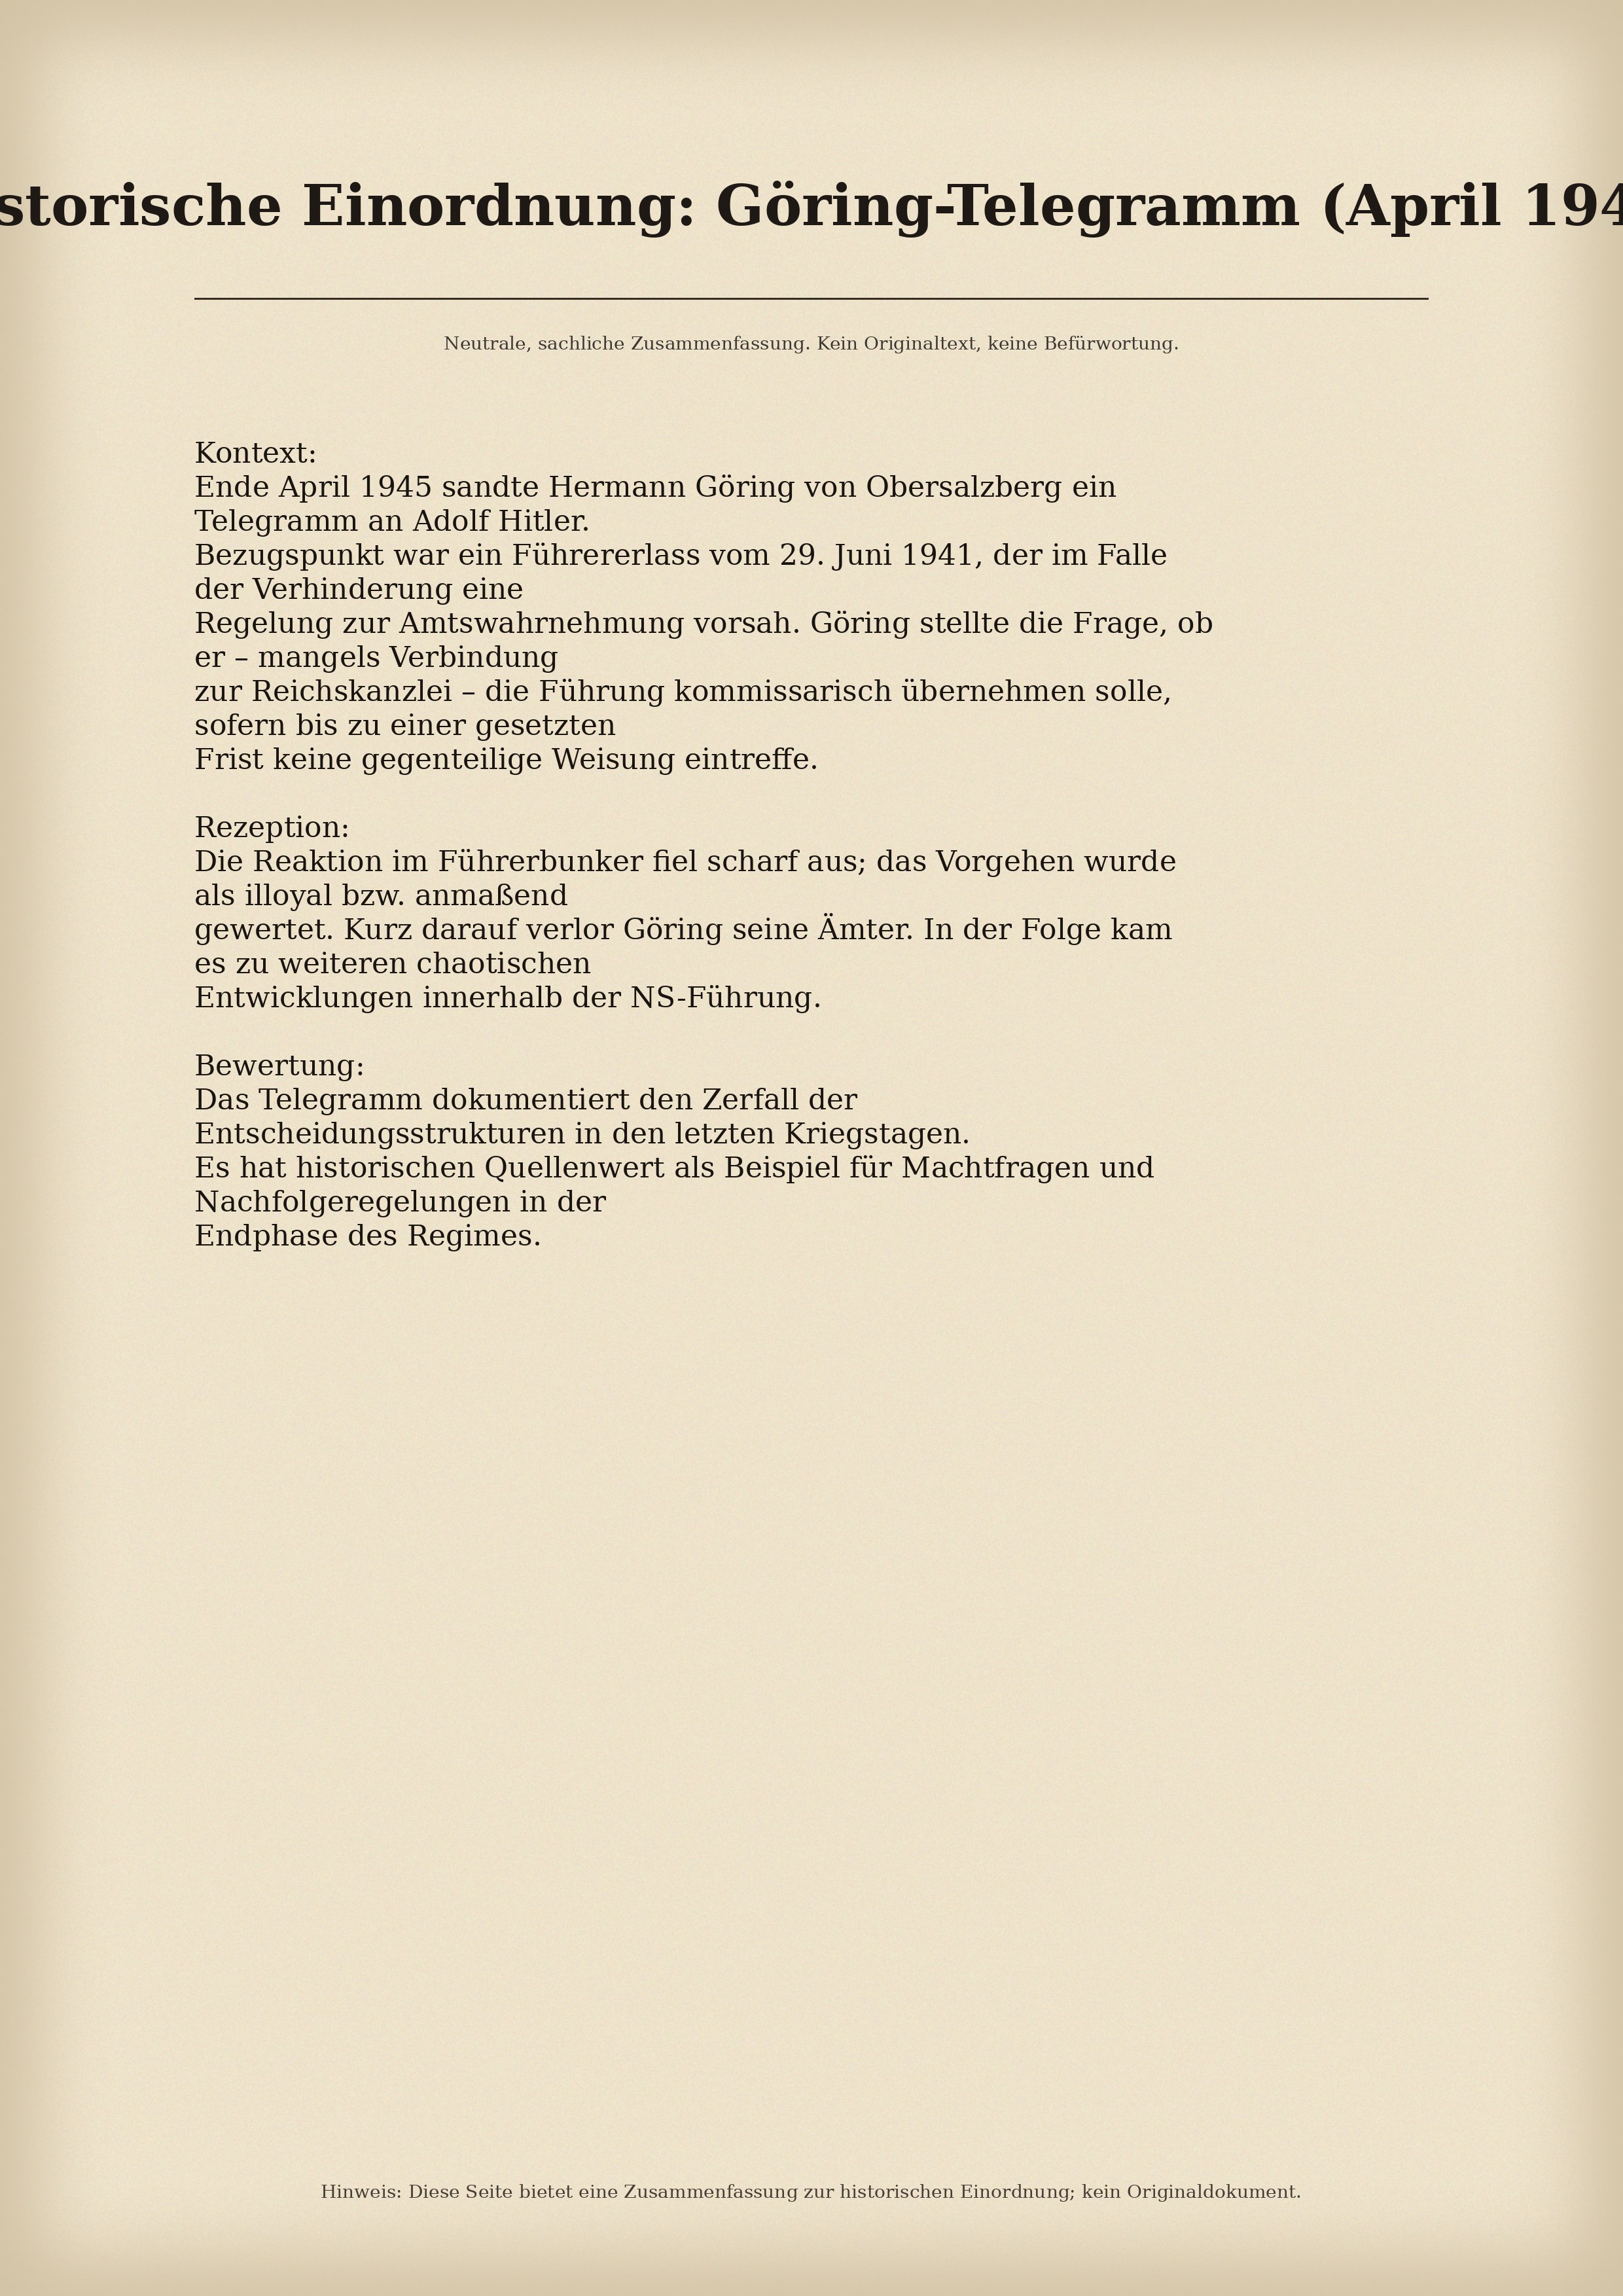 storische Einordnung: Göring-Telegramm (April 194
Neutrale, sachliche Zusammenfassung. Kein Originaltext, keine Befürwortung.
Kontext:
Ende April 1945 sandte Hermann Göring von Obersalzberg ein
Telegramm an Adolf Hitler.
Bezugspunkt war ein Führererlass vom 29. Juni 1941, der im Falle
der Verhinderung eine
Regelung zur Amtswahrnehmung vorsah. Göring stellte die Frage, ob
er – mangels Verbindung
zur Reichskanzlei – die Führung kommissarisch übernehmen solle,
sofern bis zu einer gesetzten
Frist keine gegenteilige Weisung eintreffe.
Rezeption:
Die Reaktion im Führerbunker fiel scharf aus; das Vorgehen wurde
als illoyal bzw. anmaßend
gewertet. Kurz darauf verlor Göring seine Ämter. In der Folge kam
es zu weiteren chaotischen
Entwicklungen innerhalb der NS-Führung.
Bewertung:
Das Telegramm dokumentiert den Zerfall der
Entscheidungsstrukturen in den letzten Kriegstagen.
Es hat historischen Quellenwert als Beispiel für Machtfragen und
Nachfolgeregelungen in der
Endphase des Regimes.
Hinweis: Diese Seite bietet eine Zusammenfassung zur historischen Einordnung; kein Originaldokument.